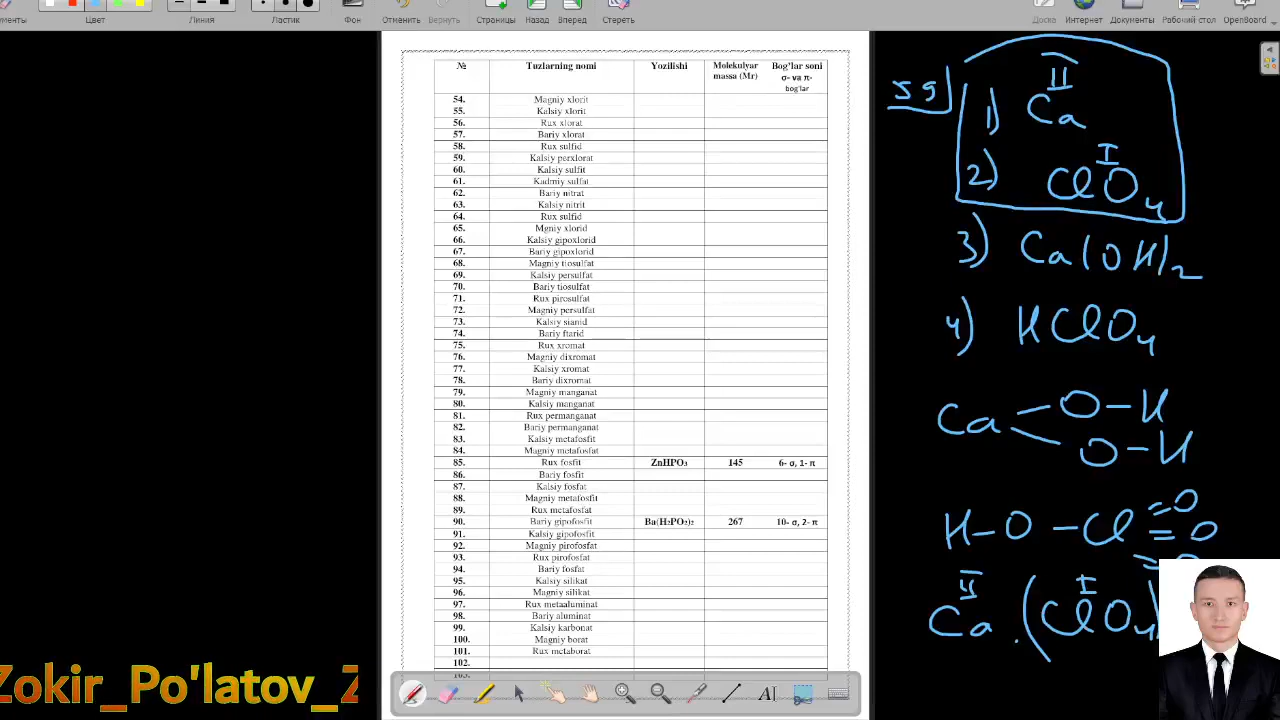 Цвет Линия Ластик Фон Отменить Вернуть Страницы Назад Вперед Стереть Доска Интернет Документы Рабочий стол OpenBoard
№ Tuzlarning nomi Yozilishi Molekulyar massa (Mr) Bog'lar soni σ- va π- bog'lar
54. Magniy xlorit
55. Kalsiy xlorit
56. Rux xlorat
57. Bariy xlorat
58. Rux sulfid
59. Kalsiy perxlorat
60. Kalsiy sulfit
61. Kadmiy sulfat
62. Bariy nitrat
63. Kalsiy nitrit
64. Rux sulfid
65. Mgniy xlorid
66. Kalsiy gipoxlorid
67. Bariy gipoxlorid
68. Magniy tiosulfat
69. Kalsiy persulfat
70. Bariy tiosulfat
71. Rux pirosulfat
72. Magniy persulfat
73. Kalsiy sianid
74. Bariy ftarid
75. Rux xromat
76. Magniy dixromat
77. Kalsiy xromat
78. Bariy dixromat
79. Magniy manganat
80. Kalsiy manganat
81. Rux permanganat
82. Bariy permanganat
83. Kalsiy metafosfit
84. Magniy metafosfat
85. Rux fosfit ZnHPO₃ 145 6- σ, 1- π
86. Bariy fosfit
87. Kalsiy fosfat
88. Magniy metafosfit
89. Rux metafosfat
90. Bariy gipofosfit Ba(H₂PO₂)₂ 267 10- σ, 2- π
91. Kalsiy gipofosfit
92. Magniy pirofosfat
93. Rux pirofosfat
94. Bariy fosfat
95. Kalsiy silikat
96. Magniy silikat
97. Rux metaaluminat
98. Bariy aluminat
99. Kalsiy karbonat
100. Magniy borat
101. Rux metaborat
102.
59
II
1) Ca
I
2) ClO₄
3) Ca(OH)₂
4) HClO₄
O–H
Ca
O–H
=O
H–O–Cl =O
II I
Ca (ClO₄)
Zokir_Po'latov_Z